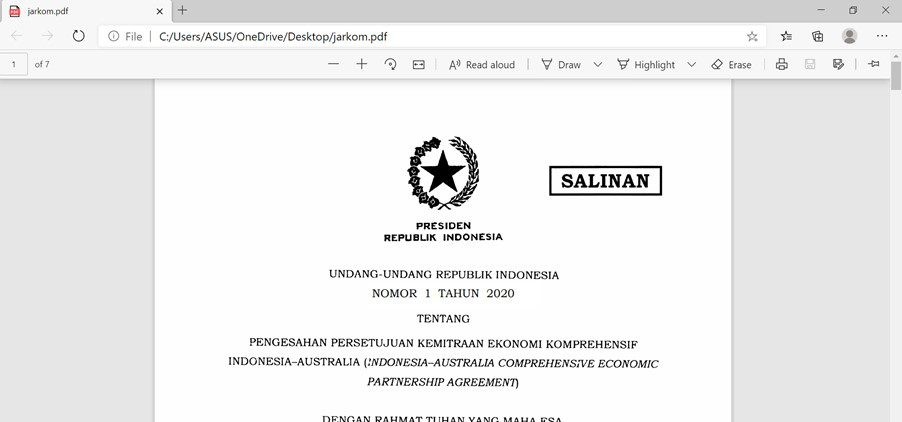 jarkom.pdf
File C:/Users/ASUS/OneDrive/Desktop/jarkom.pdf
1 of 7 Read aloud Draw Highlight Erase
SALINAN
PRESIDEN
REPUBLIK INDONESIA
UNDANG-UNDANG REPUBLIK INDONESIA
NOMOR 1 TAHUN 2020
TENTANG
PENGESAHAN PERSETUJUAN KEMITRAAN EKONOMI KOMPREHENSIF
INDONESIA–AUSTRALIA (INDONESIA–AUSTRALIA COMPREHENSIVE ECONOMIC
PARTNERSHIP AGREEMENT)
DENGAN RAHMAT TUHAN YANG MAHA ESA